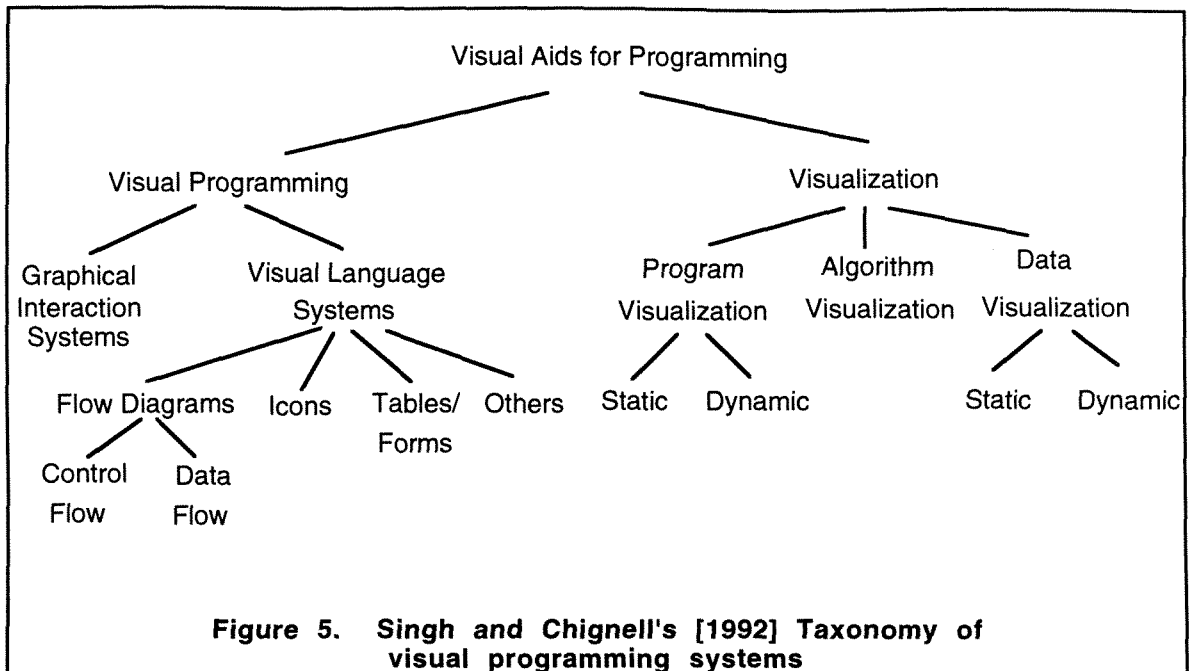 Visual Aids for Programming
Visual Programming
Visualization
Graphical
Interaction
Systems
Visual Language
Systems
Program
Visualization
Algorithm
Visualization
Data
Visualization
Flow Diagrams
Icons
Tables/
Forms
Others
Static
Dynamic
Static
Dynamic
Control
Flow
Data
Flow
Figure 5. Singh and Chignell's [1992] Taxonomy of
visual programming systems